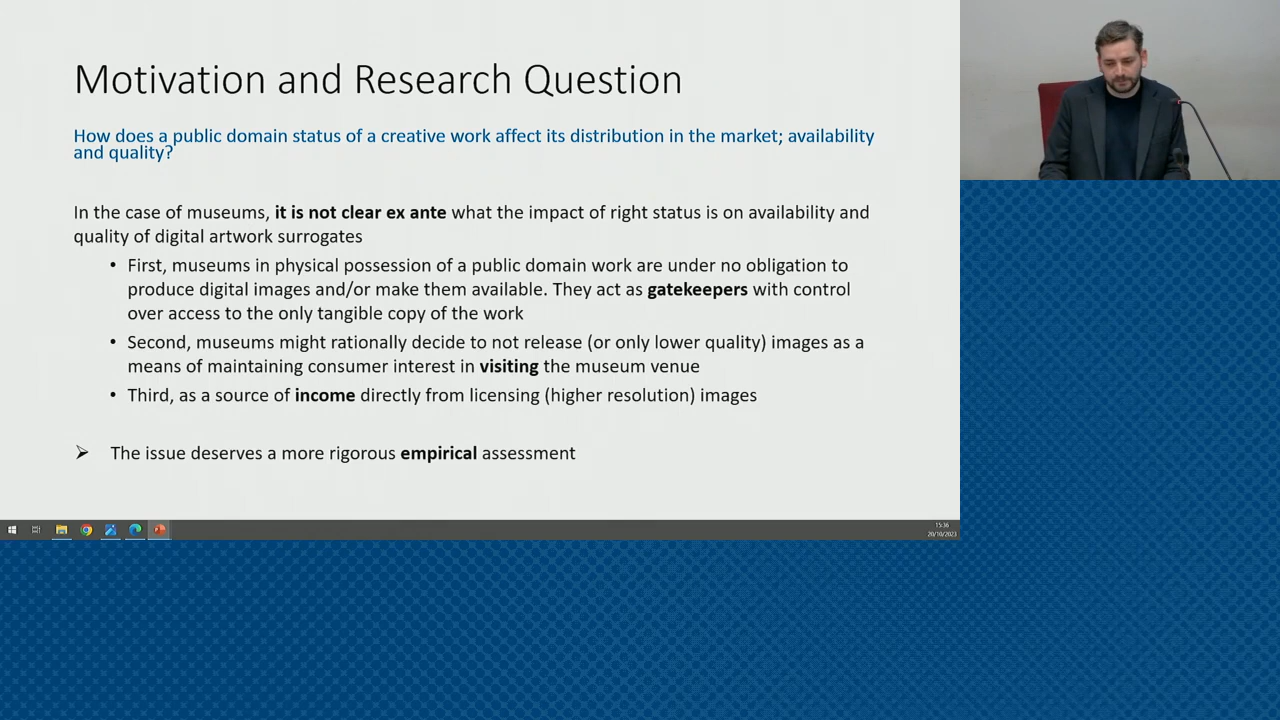 Motivation and Research Question
How does a public domain status of a creative work affect its distribution in the market; availability
and quality?
In the case of museums, it is not clear ex ante what the impact of right status is on availability and
quality of digital artwork surrogates
• First, museums in physical possession of a public domain work are under no obligation to
produce digital images and/or make them available. They act as gatekeepers with control
over access to the only tangible copy of the work
• Second, museums might rationally decide to not release (or only lower quality) images as a
means of maintaining consumer interest in visiting the museum venue
• Third, as a source of income directly from licensing (higher resolution) images
➢ The issue deserves a more rigorous empirical assessment
15:36
20/10/2023